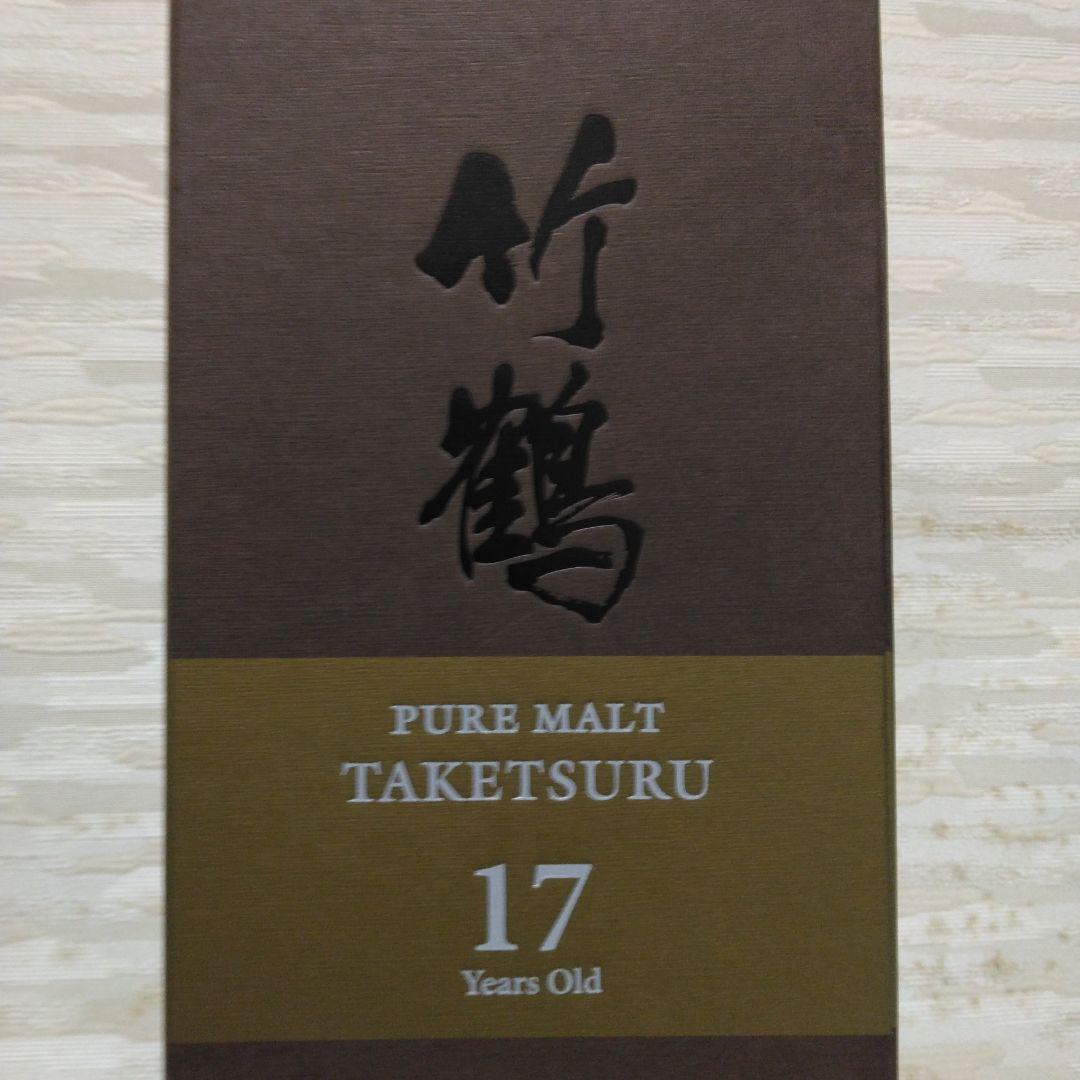 竹鶴
PURE MALT
TAKETSURU
17
Years Old